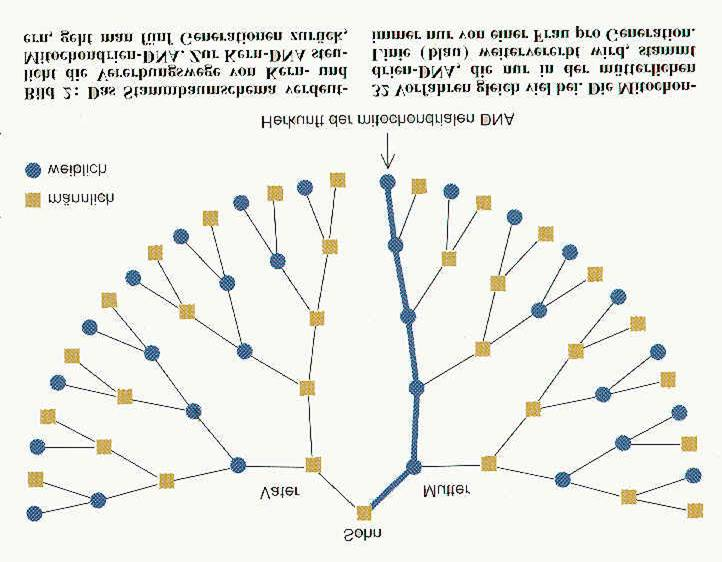 Sohn
Vater
Mutter
männlich
weiblich
Herkunft der mitochondrialen DNA
Bild 2: Das Stammbaumschema verdeut-
licht die Vererbungswege von Kern- und
Mitochondrien-DNA. Zur Kern-DNA steu-
ern, geht man fünf Generationen zurück,
32 Vorfahren gleich viel bei. Die Mitochon-
drien-DNA, die nur in der mütterlichen
Linie (blau) weitervererbt wird, stammt
immer nur von einer Frau pro Generation.